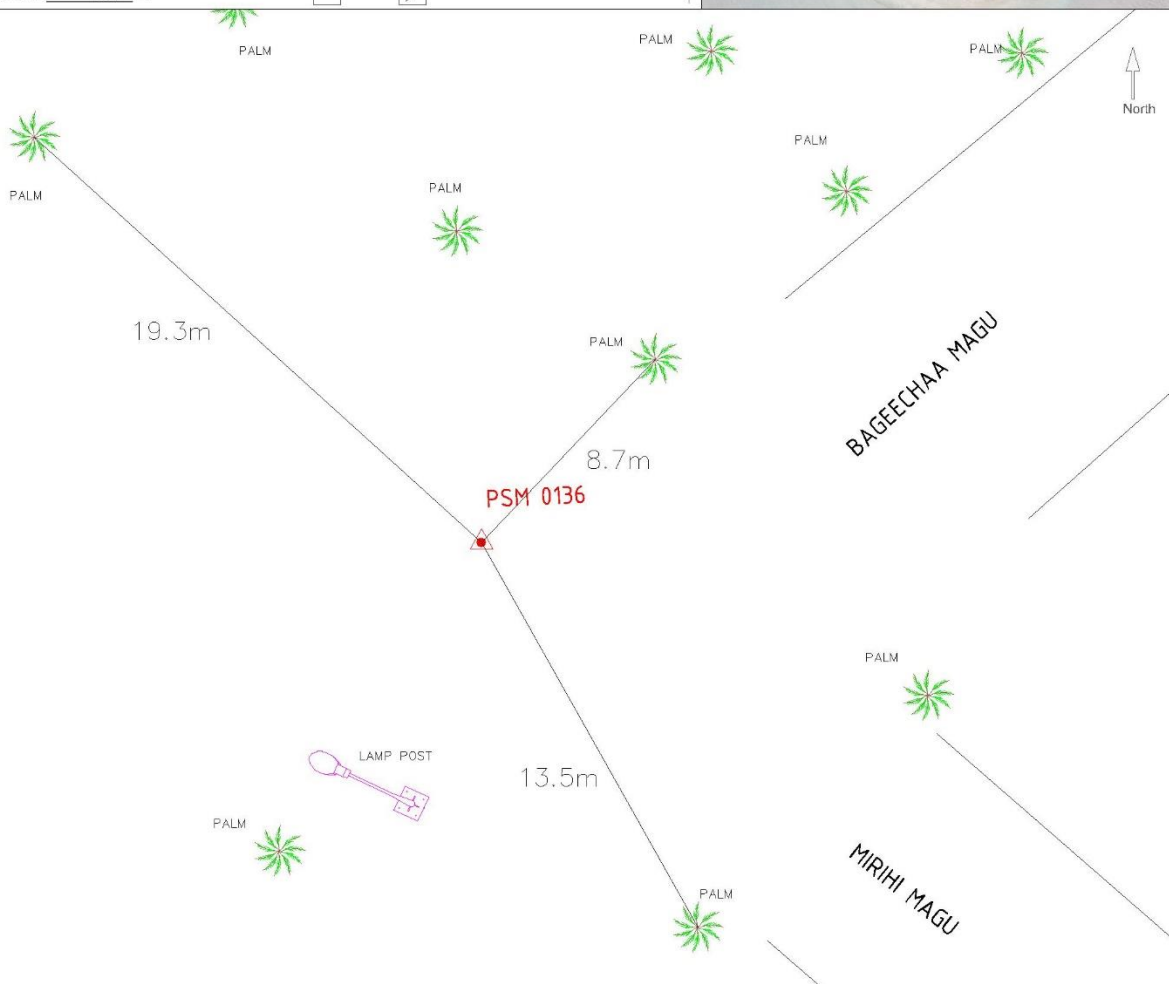 PALM
PALM
PALM
North
PALM
PALM
PALM
BAGEECHAA MAGU
19.3m
PALM
8.7m
PSM 0136
PALM
LAMP POST
13.5m
PALM
MIRIHI MAGU
PALM